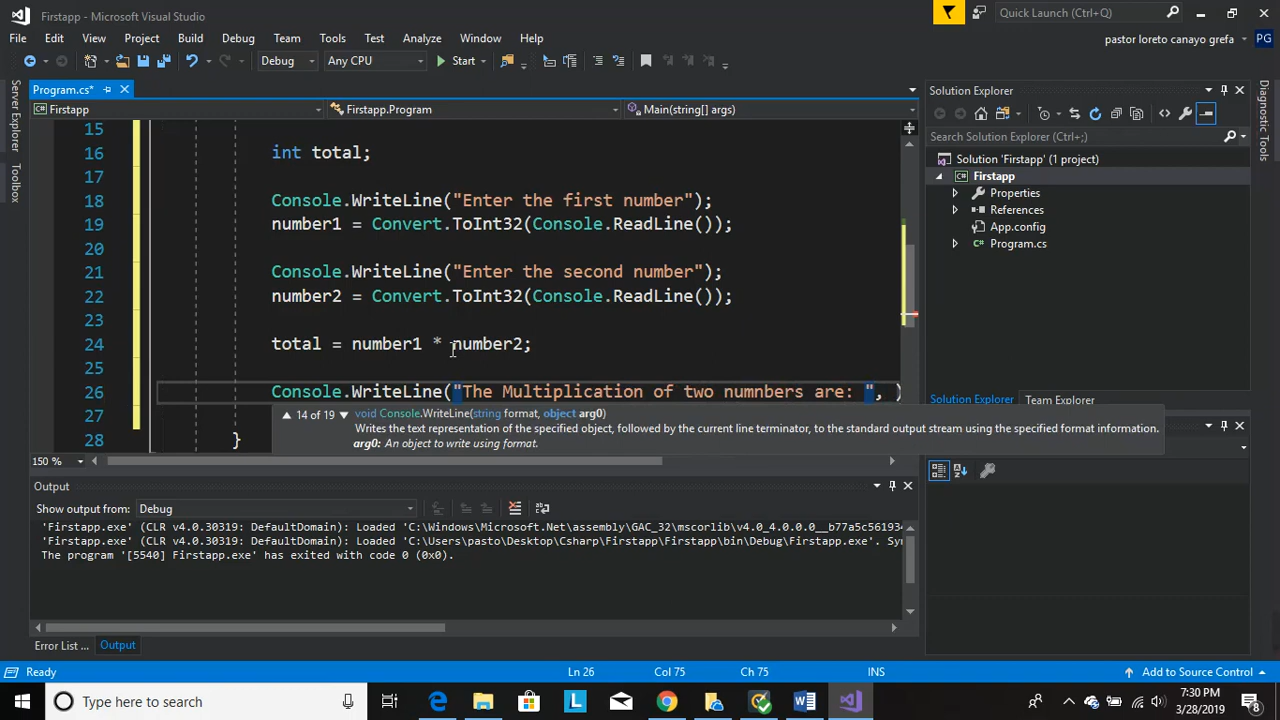 Firstapp - Microsoft Visual Studio
Quick Launch (Ctrl+Q)
File Edit View Project Build Debug Team Tools Test Analyze Window Help
pastor loreto canayo grefa PG
Debug Any CPU Start
Server Explorer
Toolbox
Program.cs*
Firstapp Firstapp.Program Main(string[] args)
15
16 int total;
17
18 Console.WriteLine("Enter the first number");
19 number1 = Convert.ToInt32(Console.ReadLine());
20
21 Console.WriteLine("Enter the second number");
22 number2 = Convert.ToInt32(Console.ReadLine());
23
24 total = number1 * number2;
25
26 Console.WriteLine("The Multiplication of two numnbers are: ", )
27
28 }
14 of 19 void Console.WriteLine(string format, object arg0)
Writes the text representation of the specified object, followed by the current line terminator, to the standard output stream using the specified format information.
arg0: An object to write using format.
150 %
Output
Show output from: Debug
'Firstapp.exe' (CLR v4.0.30319: DefaultDomain): Loaded 'C:\Windows\Microsoft.Net\assembly\GAC_32\mscorlib\v4.0_4.0.0.0__b77a5c561934
'Firstapp.exe' (CLR v4.0.30319: DefaultDomain): Loaded 'C:\Users\pasto\Desktop\Csharp\Firstapp\Firstapp\bin\Debug\Firstapp.exe'. Sy
The program '[5540] Firstapp.exe' has exited with code 0 (0x0).
Error List ... Output
Solution Explorer
Search Solution Explorer (Ctrl+;)
Solution 'Firstapp' (1 project)
Firstapp
Properties
References
App.config
Program.cs
Solution Explorer Team Explorer
Diagnostic Tools
Ready Ln 26 Col 75 Ch 75 INS Add to Source Control
Type here to search
7:30 PM
3/28/2019
8